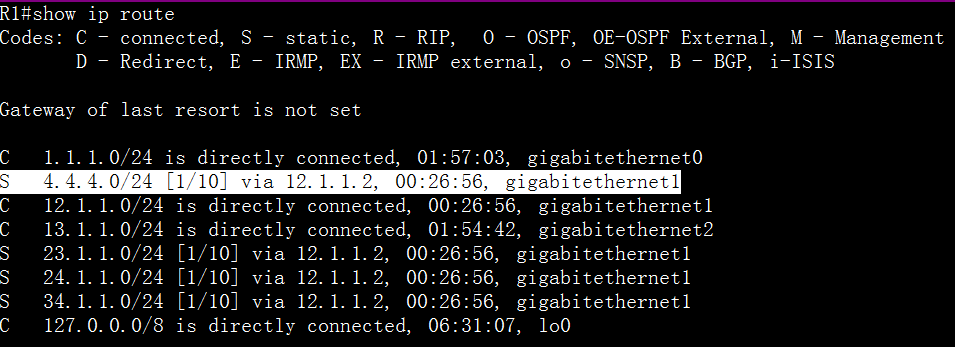 R1#show ip route
Codes: C - connected, S - static, R - RIP,  O - OSPF, OE-OSPF External, M - Management
       D - Redirect, E - IRMP, EX - IRMP external, o - SNSP, B - BGP, i-ISIS
Gateway of last resort is not set
C   1.1.1.0/24 is directly connected, 01:57:03, gigabitethernet0
S   4.4.4.0/24 [1/10] via 12.1.1.2, 00:26:56, gigabitethernet1
C   12.1.1.0/24 is directly connected, 00:26:56, gigabitethernet1
C   13.1.1.0/24 is directly connected, 01:54:42, gigabitethernet2
S   23.1.1.0/24 [1/10] via 12.1.1.2, 00:26:56, gigabitethernet1
S   24.1.1.0/24 [1/10] via 12.1.1.2, 00:26:56, gigabitethernet1
S   34.1.1.0/24 [1/10] via 12.1.1.2, 00:26:56, gigabitethernet1
C   127.0.0.0/8 is directly connected, 06:31:07, lo0